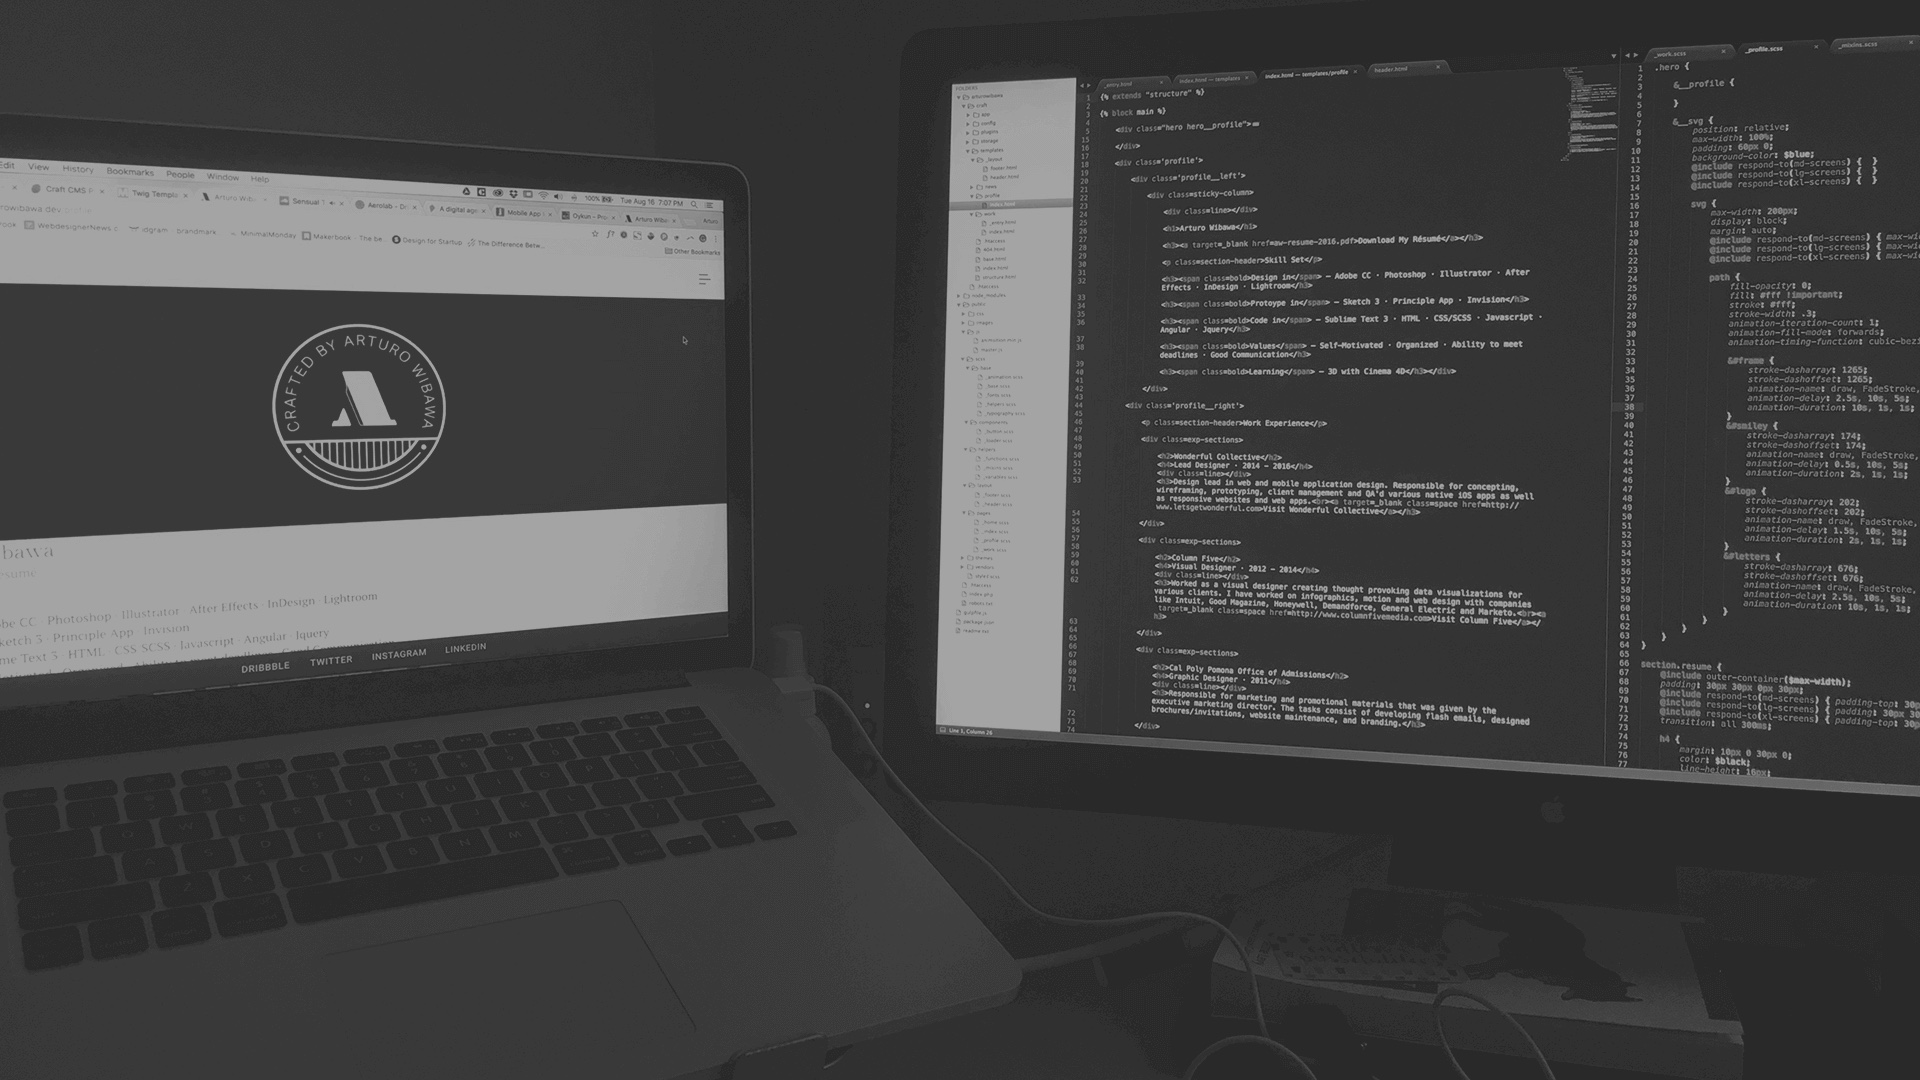 Edit View History Bookmarks People Window Help
100% Tue Aug 16 7:07 PM
Craft CMS
Twig Templ
Arturo Wib
Sensual
Aerolab - D
A digital ag
Mobile App
Oykun - Pr
Arturo Wiba
WebdesignerNews
brandmark
MinimalMonday
Makerbook - The be...
Design for Startup
The Difference Betw...
Other Bookmarks
CRAFTED BY ARTURO WIBAWA
A
ibawa
esume
be CC · Photoshop · Illustrator · After Effects · InDesign · Lightroom
ketch 3 · Principle App · Invision
me Text 3 · HTML · CSS SCSS · Javascript · Angular · Jquery
DRIBBBLE TWITTER INSTAGRAM LINKEDIN
FOLDERS
_entry.html
index.html — templates
index.html — templates/profile
header.html
{% extends "structure" %}
{% block main %}
<div class="hero hero__profile">
</div>
<div class='profile'>
<div class='profile__left'>
<div class=sticky-column>
<div class=line></div>
<h1>Arturo Wibawa</h1>
<h3><a target=_blank href=aw-resume-2016.pdf>Download My Résumé</a></h3>
<p class=section-header>Skill Set</p>
<h3><span class=bold>Design in</span> — Adobe CC · Photoshop · Illustrator · After
Effects · InDesign · Lightroom</h3>
<h3><span class=bold>Protoype in</span> — Sketch 3 · Principle App · Invision</h3>
<h3><span class=bold>Code in</span> — Sublime Text 3 · HTML · CSS/SCSS · Javascript ·
Angular · Jquery</h3>
<h3><span class=bold>Values</span> — Self-Motivated · Organized · Ability to meet
deadlines · Good Communication</h3>
<h3><span class=bold>Learning</span> — 3D with Cinema 4D</h3></div>
</div>
<div class='profile__right'>
<p class=section-header>Work Experience</p>
<div class=exp-sections>
<h2>Wonderful Collective</h2>
<h4>Lead Designer · 2014 – 2016</h4>
<div class=line></div>
<h3>Design lead in web and mobile application design. Responsible for concepting,
wireframing, prototyping, client management and QA'd various native iOS apps as well
as responsive websites and web apps.<br><a target=_blank class=space href=http://
www.letsgetwonderful.com>Visit Wonderful Collective</a></h3>
</div>
<div class=exp-sections>
<h2>Column Five</h2>
<h4>Visual Designer · 2012 – 2014</h4>
<div class=line></div>
<h3>Worked as a visual designer creating thought provoking data visualizations for
various clients. I have worked on infographics, motion and web design with companies
like Intuit, Good Magazine, Honeywell, Demandforce, General Electric and Marketo.<br><a
target=_blank class=space href=http://www.columnfivemedia.com>Visit Column Five</a></
h3>
</div>
<div class=exp-sections>
<h2>Cal Poly Pomona Office of Admissions</h2>
<h4>Graphic Designer · 2011</h4>
<div class=line></div>
<h3>Responsible for marketing and promotional materials that was given by the
executive marketing director. The tasks consist of developing flash emails, designed
brochures/invitations, website maintenance, and branding.</h3>
</div>
Line 1, Column 26
_work.scss
_profile.scss
_mixins.scss
.hero {
&__profile {
}
&__svg {
position: relative;
max-width: 100%;
padding: 60px 0;
background-color: $blue;
@include respond-to(md-screens) { }
@include respond-to(lg-screens) { }
@include respond-to(xl-screens) { }
svg {
max-width: 200px;
display: block;
margin: auto;
@include respond-to(md-screens) { max-w
@include respond-to(lg-screens) { max-w
@include respond-to(xl-screens) { max-w
path {
fill-opacity: 0;
fill: #fff !important;
stroke: #fff;
stroke-width: .3;
animation-iteration-count: 1;
animation-fill-mode: forwards;
animation-timing-function: cubic-bezi
&#frame {
stroke-dasharray: 1265;
stroke-dashoffset: 1265;
animation-name: draw, FadeStroke,
animation-delay: 2.5s, 10s, 5s;
animation-duration: 10s, 1s, 1s;
}
&#smiley {
stroke-dasharray: 174;
stroke-dashoffset: 174;
animation-name: draw, FadeStroke,
animation-delay: 0.5s, 10s, 5s;
animation-duration: 2s, 1s, 1s;
}
&#logo {
stroke-dasharray: 202;
stroke-dashoffset: 202;
animation-name: draw, FadeStroke,
animation-delay: 1.5s, 10s, 5s;
animation-duration: 2s, 1s, 1s;
}
&#letters {
stroke-dasharray: 676;
stroke-dashoffset: 676;
animation-name: draw, FadeStroke,
animation-delay: 2.5s, 10s, 5s;
animation-duration: 10s, 1s, 1s;
}
}
}
}
}
section.resume {
@include outer-container($max-width);
padding: 30px 30px 0px 30px;
@include respond-to(md-screens) { padding-top: 30p
@include respond-to(lg-screens) { padding-top: 30p
@include respond-to(xl-screens) { padding-top: 30p
transition: all 300ms;
h4 {
margin: 10px 0 30px 0;
color: $black;
line-height: 16px;